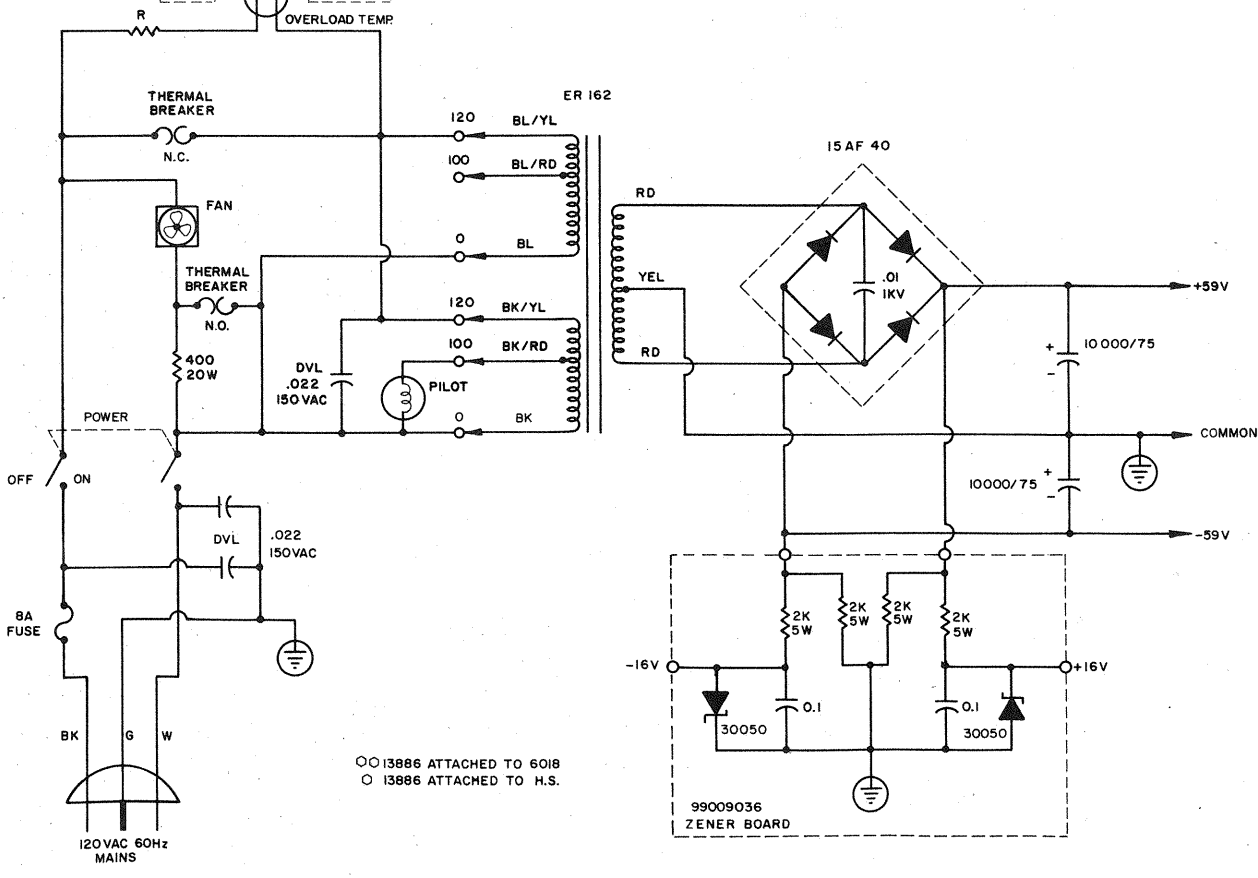 R
OVERLOAD TEMP.
THERMAL
BREAKER
N.C.
ER 162
120
BL/YL
100
BL/RD
0
BL
FAN
THERMAL
BREAKER
N.O.
400
20W
120
BK/YL
100
BK/RD
DVL
.022
150 VAC
PILOT
0
BK
RD
YEL
RD
15AF 40
.01
1KV
+59V
10000/75
+
-
COMMON
10000/75
+
-
-59V
POWER
OFF
ON
DVL
.022
150VAC
8A
FUSE
BK
G
W
120VAC 60Hz
MAINS
⬡⬡ 13886 ATTACHED TO 6018
⬡ 13886 ATTACHED TO H.S.
2K
5W
2K
5W
2K
5W
2K
5W
-16V
+16V
0.1
30050
0.1
30050
99009036
ZENER BOARD